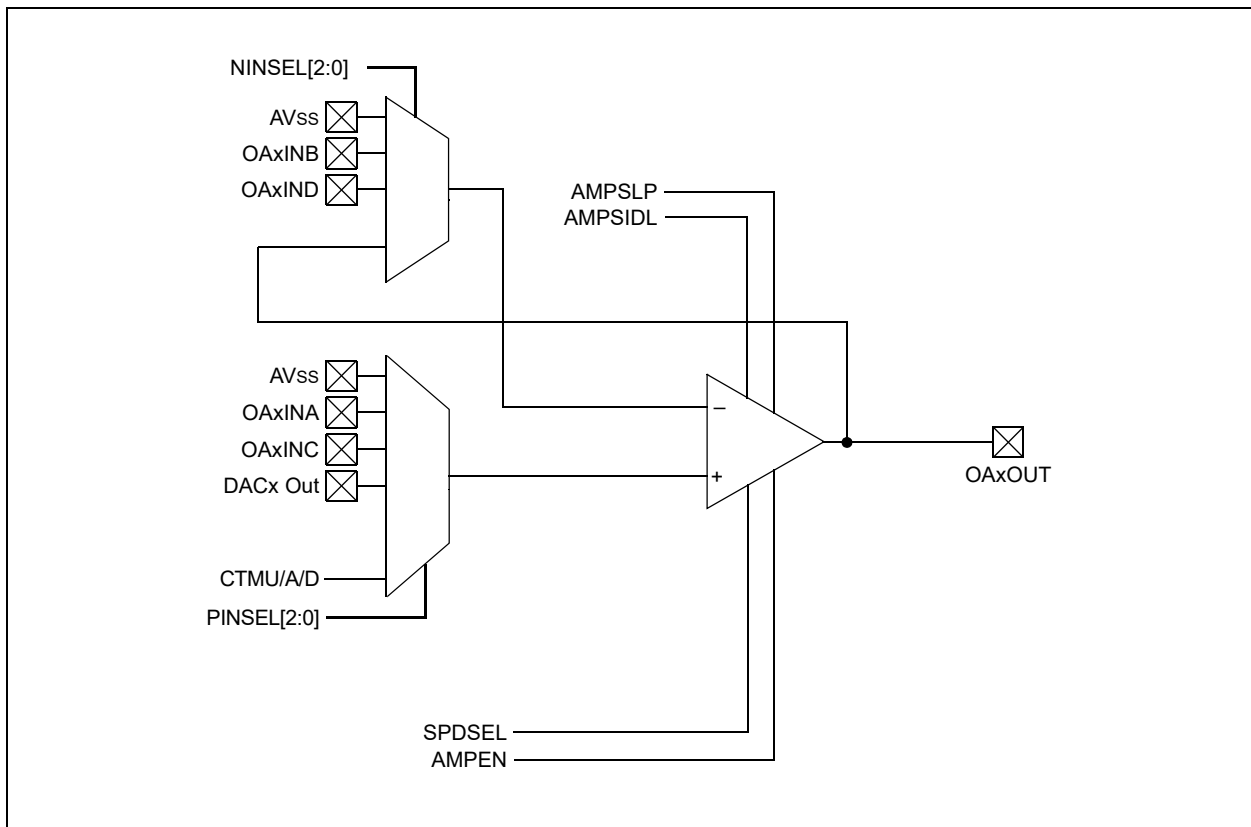 NINSEL[2:0]
AVSS
OAxINB
OAxIND
AMPSLP
AMPSIDL
AVSS
OAxINA
OAxINC
DACx Out
CTMU/A/D
PINSEL[2:0]
–
+
OAxOUT
SPDSEL
AMPEN